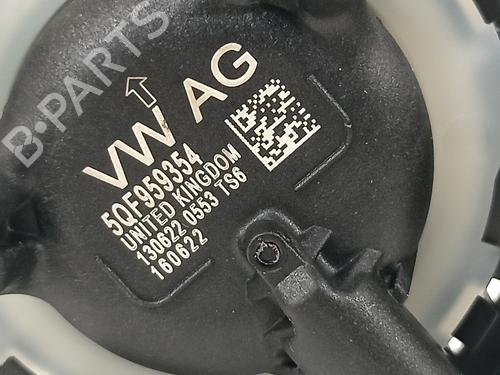 B-PARTS
VW AG
5QF959354
UNITED KINGDOM
130622 0553 TS6
160622